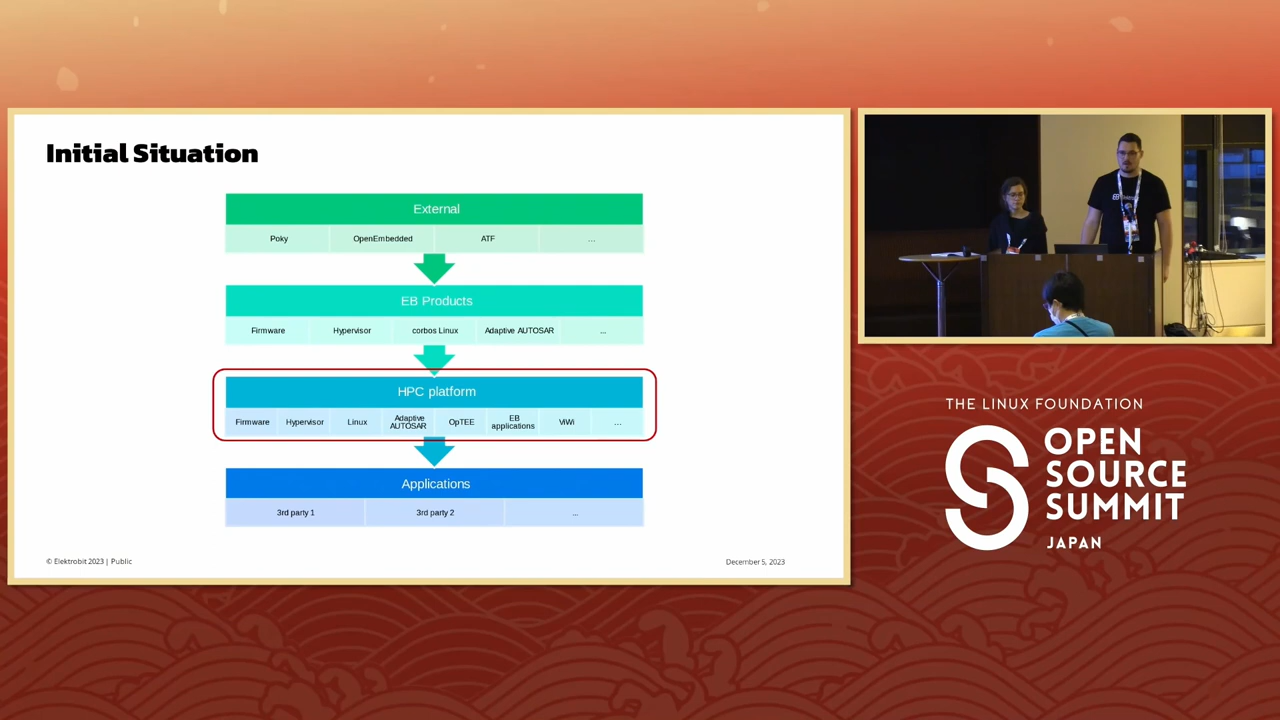 Initial Situation
External
Poky OpenEmbedded ATF ...
EB Products
Firmware Hypervisor corbos Linux Adaptive AUTOSAR ...
HPC platform
Firmware Hypervisor Linux Adaptive AUTOSAR OpTEE EB applications ViWi ...
Applications
3rd party 1 3rd party 2 ...
© Elektrobit 2023 | Public
December 5, 2023
THE LINUX FOUNDATION
OPEN
SOURCE
SUMMIT
JAPAN